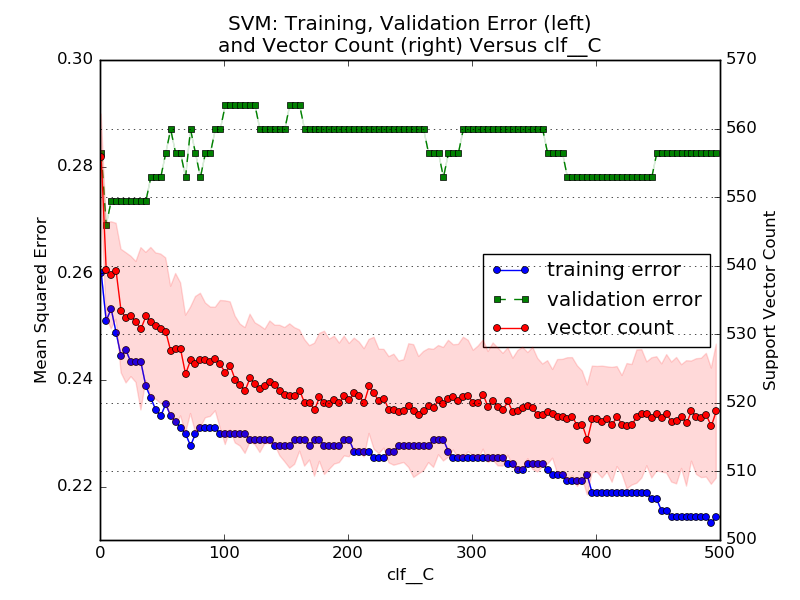 SVM: Training, Validation Error (left)
and Vector Count (right) Versus clf__C
0.30
0.28
0.26
0.24
0.22
Mean Squared Error
570
560
550
540
530
520
510
500
Support Vector Count
training error
validation error
vector count
0
100
200
300
400
500
clf__C